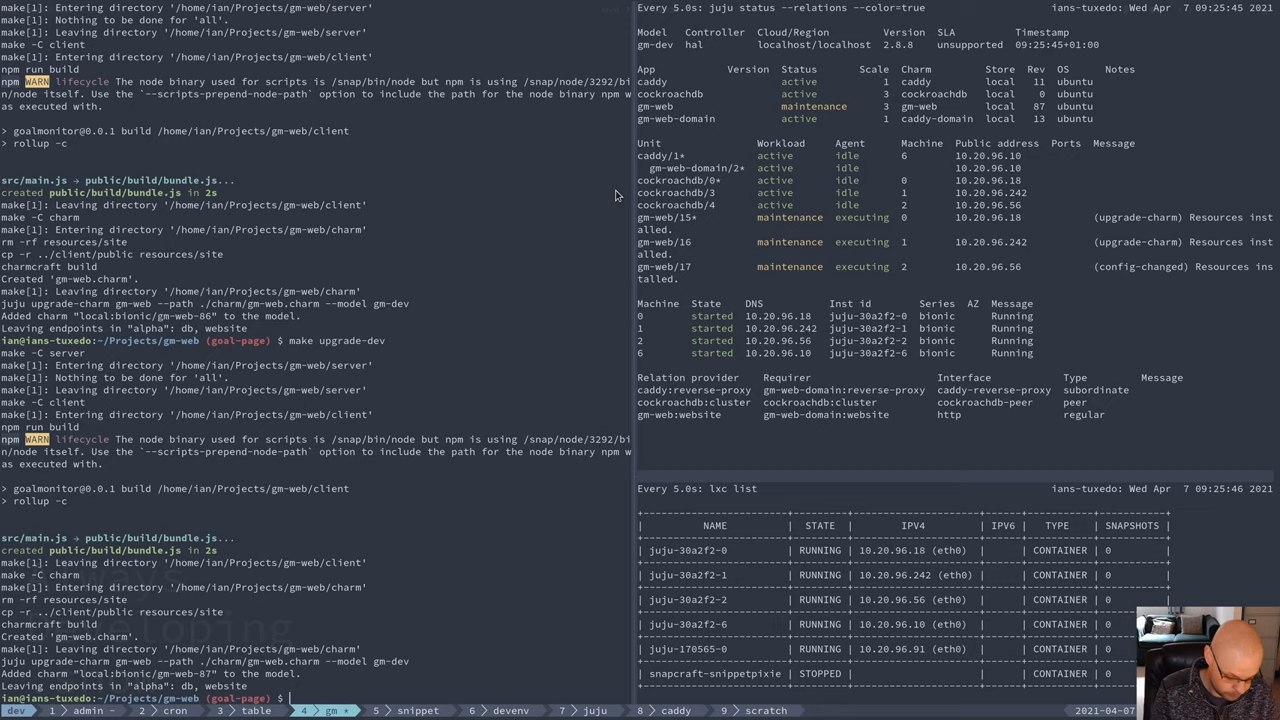 make[1]: Entering directory '/home/ian/Projects/gm-web/server'
make[1]: Nothing to be done for 'all'.
make[1]: Leaving directory '/home/ian/Projects/gm-web/server'
make -C client
make[1]: Entering directory '/home/ian/Projects/gm-web/client'
npm run build
npm WARN lifecycle The node binary used for scripts is /snap/bin/node but npm is using /snap/node/3292/bi
n/node itself. Use the `--scripts-prepend-node-path` option to include the path for the node binary npm w
as executed with.
> goalmonitor@0.0.1 build /home/ian/Projects/gm-web/client
> rollup -c
src/main.js → public/build/bundle.js...
created public/build/bundle.js in 2s
make[1]: Leaving directory '/home/ian/Projects/gm-web/client'
make -C charm
make[1]: Entering directory '/home/ian/Projects/gm-web/charm'
rm -rf resources/site
cp -r ../client/public resources/site
charmcraft build
Created 'gm-web.charm'.
make[1]: Leaving directory '/home/ian/Projects/gm-web/charm'
juju upgrade-charm gm-web --path ./charm/gm-web.charm --model gm-dev
Added charm "local:bionic/gm-web-86" to the model.
Leaving endpoints in "alpha": db, website
ian@ians-tuxedo:~/Projects/gm-web (goal-page) $ make upgrade-dev
make -C server
make[1]: Entering directory '/home/ian/Projects/gm-web/server'
make[1]: Nothing to be done for 'all'.
make[1]: Leaving directory '/home/ian/Projects/gm-web/server'
make -C client
make[1]: Entering directory '/home/ian/Projects/gm-web/client'
npm run build
npm WARN lifecycle The node binary used for scripts is /snap/bin/node but npm is using /snap/node/3292/bi
n/node itself. Use the `--scripts-prepend-node-path` option to include the path for the node binary npm w
as executed with.
> goalmonitor@0.0.1 build /home/ian/Projects/gm-web/client
> rollup -c
src/main.js → public/build/bundle.js...
created public/build/bundle.js in 2s
make[1]: Leaving directory '/home/ian/Projects/gm-web/client'
make -C charm
make[1]: Entering directory '/home/ian/Projects/gm-web/charm'
rm -rf resources/site
cp -r ../client/public resources/site
charmcraft build
Created 'gm-web.charm'.
make[1]: Leaving directory '/home/ian/Projects/gm-web/charm'
juju upgrade-charm gm-web --path ./charm/gm-web.charm --model gm-dev
Added charm "local:bionic/gm-web-87" to the model.
Leaving endpoints in "alpha": db, website
ian@ians-tuxedo:~/Projects/gm-web (goal-page) $
Every 5.0s: juju status --relations --color=true ians-tuxedo: Wed Apr 7 09:25:45 2021
Model Controller Cloud/Region Version SLA Timestamp
gm-dev hal localhost/localhost 2.8.8 unsupported 09:25:45+01:00
App Version Status Scale Charm Store Rev OS Notes
caddy active 1 caddy local 11 ubuntu
cockroachdb active 3 cockroachdb local 0 ubuntu
gm-web maintenance 3 gm-web local 87 ubuntu
gm-web-domain active 1 caddy-domain local 13 ubuntu
Unit Workload Agent Machine Public address Ports Message
caddy/1* active idle 6 10.20.96.10
gm-web-domain/2* active idle 10.20.96.10
cockroachdb/0* active idle 0 10.20.96.18
cockroachdb/3 active idle 1 10.20.96.242
cockroachdb/4 active idle 2 10.20.96.56
gm-web/15* maintenance executing 0 10.20.96.18 (upgrade-charm) Resources inst
alled.
gm-web/16 maintenance executing 1 10.20.96.242 (upgrade-charm) Resources inst
alled.
gm-web/17 maintenance executing 2 10.20.96.56 (config-changed) Resources ins
talled.
Machine State DNS Inst id Series AZ Message
0 started 10.20.96.18 juju-30a2f2-0 bionic Running
1 started 10.20.96.242 juju-30a2f2-1 bionic Running
2 started 10.20.96.56 juju-30a2f2-2 bionic Running
6 started 10.20.96.10 juju-30a2f2-6 bionic Running
Relation provider Requirer Interface Type Message
caddy:reverse-proxy gm-web-domain:reverse-proxy caddy-reverse-proxy subordinate
cockroachdb:cluster cockroachdb:cluster cockroachdb-peer peer
gm-web:website gm-web-domain:website http regular
Every 5.0s: lxc list ians-tuxedo: Wed Apr 7 09:25:46 2021
| NAME | STATE | IPV4 | IPV6 | TYPE | SNAPSHOTS |
| juju-30a2f2-0 | RUNNING | 10.20.96.18 (eth0) | | CONTAINER | 0 |
| juju-30a2f2-1 | RUNNING | 10.20.96.242 (eth0) | | CONTAINER | 0 |
| juju-30a2f2-2 | RUNNING | 10.20.96.56 (eth0) | | CONTAINER | 0
| juju-30a2f2-6 | RUNNING | 10.20.96.10 (eth0) | | CONTAINER | 0
| juju-170565-0 | RUNNING | 10.20.96.91 (eth0) | | CONTAINER | 0
| snapcraft-snippetpixie | STOPPED | | | CONTAINER | 0
dev 1 admin - 2 cron 3 table 4 gm * 5 snippet 6 devenv 7 juju 8 caddy 9 scratch 2021-04-07